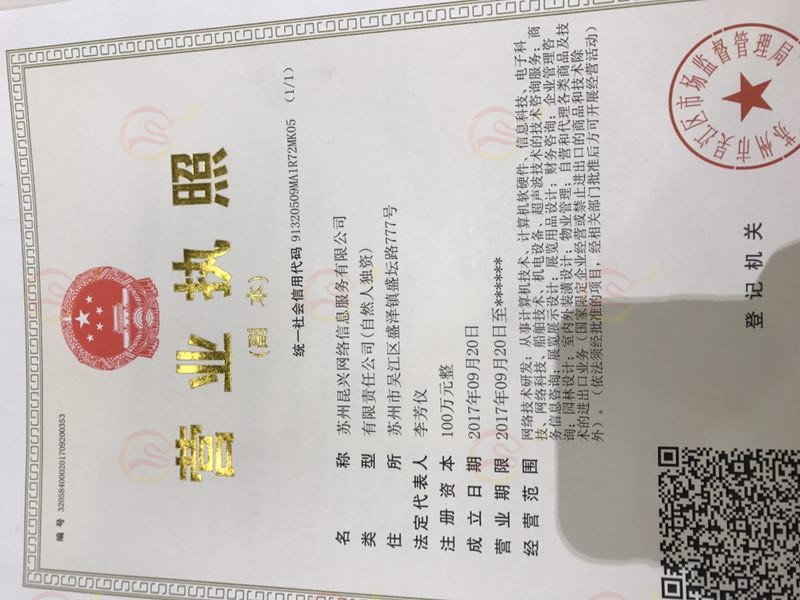 编 号 320584000201709200353
营业执照
(副 本)
统一社会信用代码 91320509MA1R72MK05 (1/1)
名 称 苏州昆兴网络信息服务有限公司
类 型 有限责任公司(自然人独资)
住 所 苏州市吴江区盛泽镇盛坛路777号
法定代表人 李芳仪
注册资本 100万元整
成立日期 2017年09月20日
营业期限 2017年09月20日至******
经营范围 网络技术研发;从事计算机技术、计算机软硬件、信息科技、电子科
技、网络科技、船舶技术、机电设备、超声波技术的技术咨询服务;商
务信息咨询;展览展示设计;展览用品设计;财务咨询;企业管理咨
询;园林设计;室内外装潢设计;物业管理;自营和代理各类商品及技
术的进出口业务(国家限定企业经营或禁止进出口的商品和技术除
外)。(依法须经批准的项目,经相关部门批准后方可开展经营活动)
登记机关
苏州市吴江区市场监督管理局